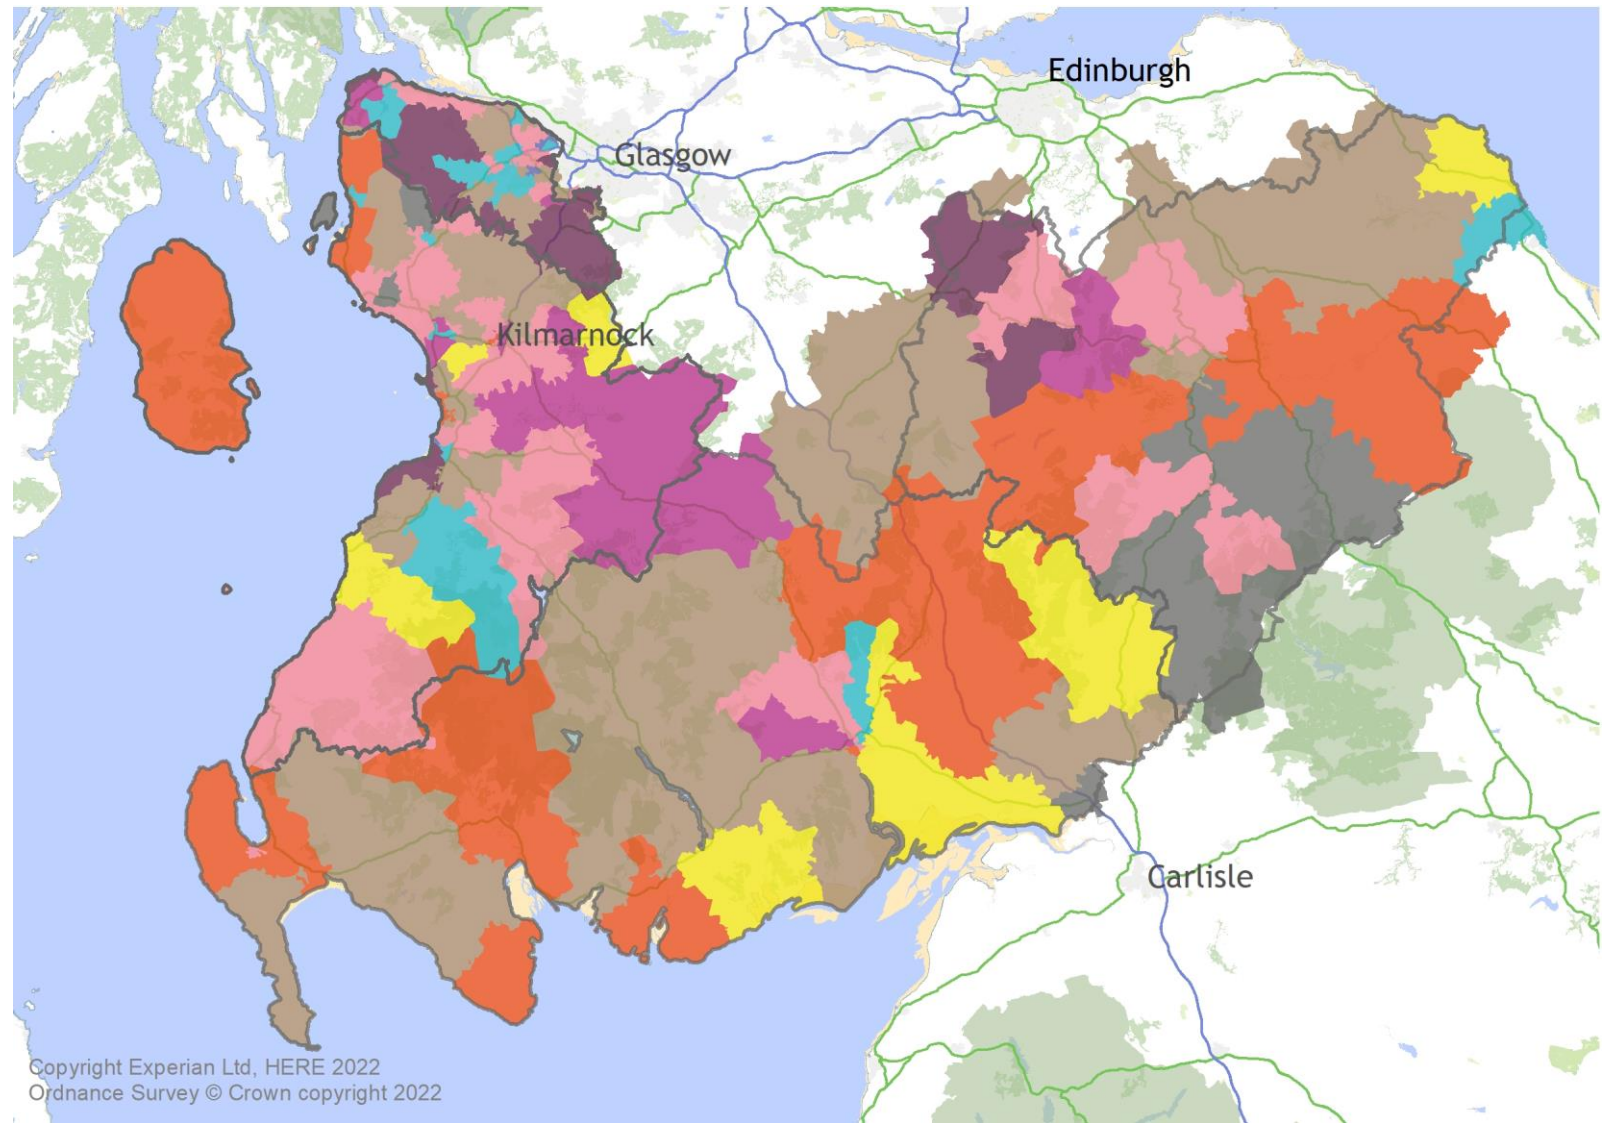 Edinburgh
Glasgow
Kilmarnock
Carlisle
Copyright Experian Ltd, HERE 2022
Ordnance Survey © Crown copyright 2022